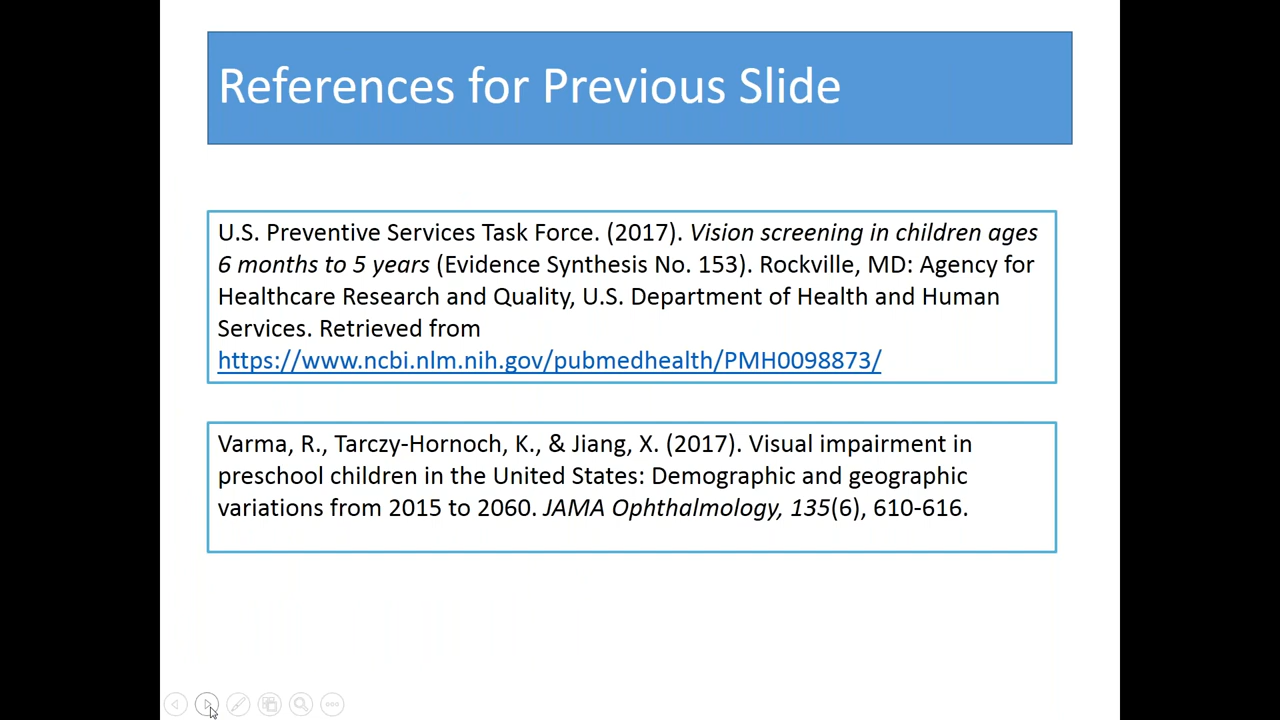 References for Previous Slide
U.S. Preventive Services Task Force. (2017). Vision screening in children ages
6 months to 5 years (Evidence Synthesis No. 153). Rockville, MD: Agency for
Healthcare Research and Quality, U.S. Department of Health and Human
Services. Retrieved from
https://www.ncbi.nlm.nih.gov/pubmedhealth/PMH0098873/
Varma, R., Tarczy-Hornoch, K., & Jiang, X. (2017). Visual impairment in
preschool children in the United States: Demographic and geographic
variations from 2015 to 2060. JAMA Ophthalmology, 135(6), 610-616.